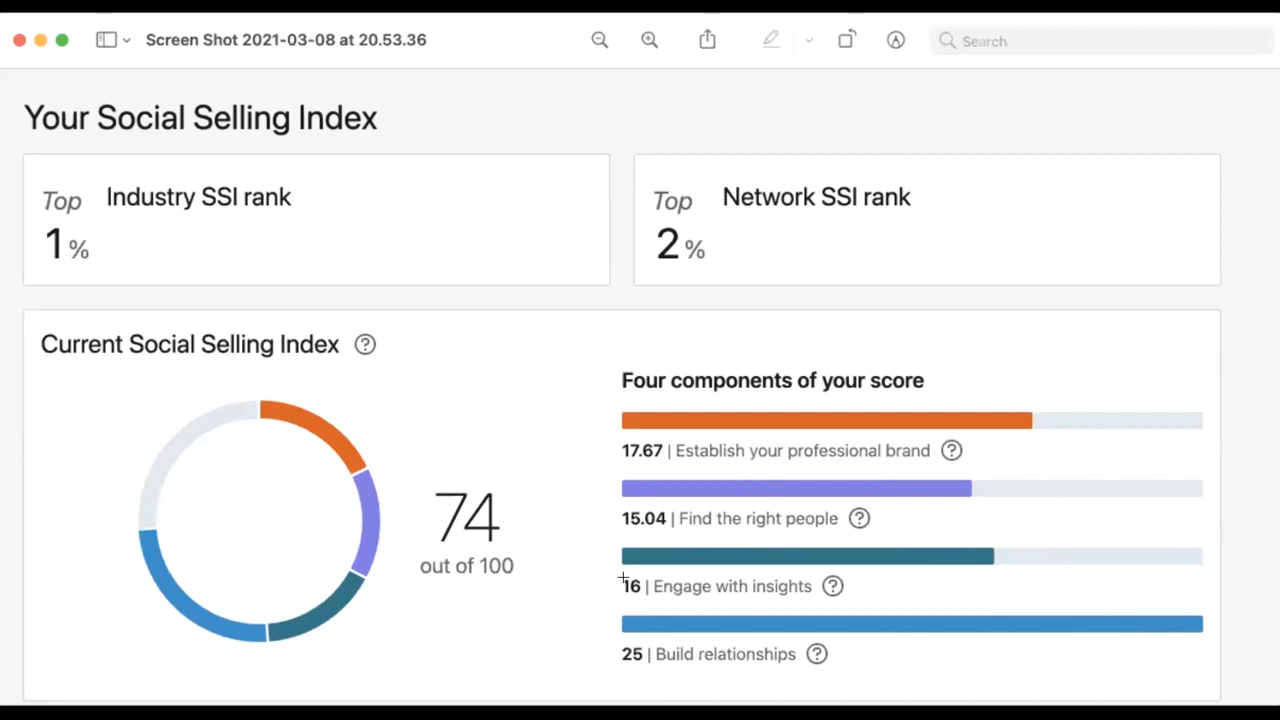 Screen Shot 2021-03-08 at 20.53.36
Search
Your Social Selling Index
Top Industry SSI rank
1 %
Top Network SSI rank
2 %
Current Social Selling Index ?
74
out of 100
Four components of your score
17.67 | Establish your professional brand ?
15.04 | Find the right people ?
16 | Engage with insights ?
25 | Build relationships ?